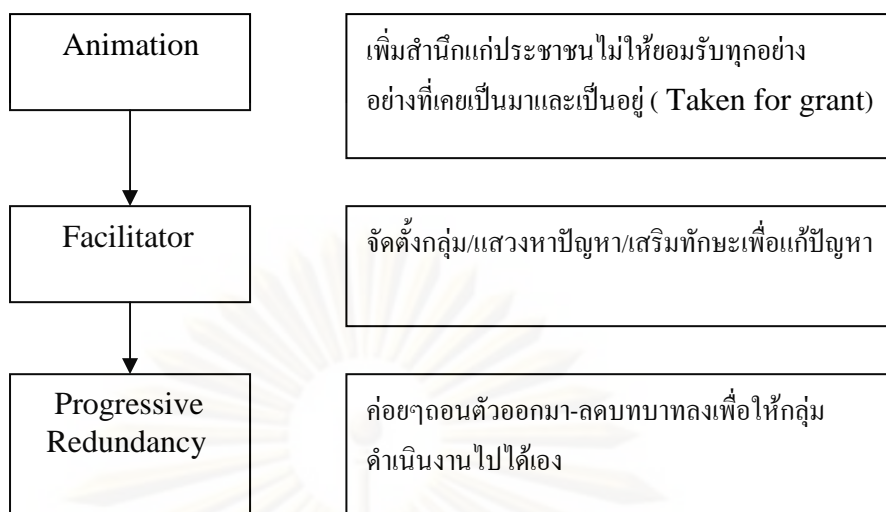 Animation
เพิ่มสำนึกแก่ประชาชนไม่ให้ยอมรับทุกอย่าง
อย่างที่เคยเป็นมาและเป็นอยู่ ( Taken for grant)
Facilitator
จัดตั้งกลุ่ม/แสวงหาปัญหา/เสริมทักษะเพื่อแก้ปัญหา
Progressive
Redundancy
ค่อยๆถอนตัวออกมา-ลดบทบาทลงเพื่อให้กลุ่ม
ดำเนินงานไปได้เอง